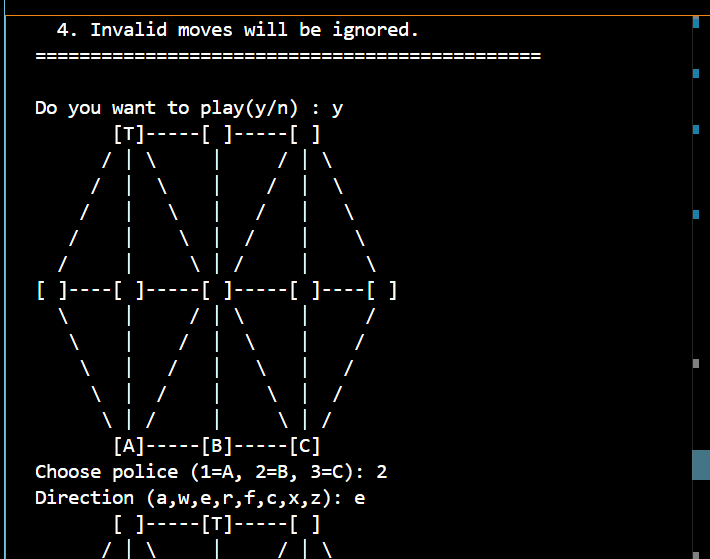 4. Invalid moves will be ignored.
==============================================

Do you want to play(y/n) : y
       [T]-----[ ]-----[ ]
      / | \     |     / | \
     /  |  \    |    /  |  \
    /   |   \   |   /   |   \
   /    |    \  |  /    |    \
  /     |     \ | /     |     \
[ ]----[ ]-----[ ]-----[ ]----[ ]
  \     |     / | \     |     /
   \    |    /  |  \    |    /
    \   |   /   |   \   |   /
     \  |  /    |    \  |  /
      \ | /     |     \ | /
       [A]-----[B]-----[C]
Choose police (1=A, 2=B, 3=C): 2
Direction (a,w,e,r,f,c,x,z): e
       [ ]-----[T]-----[ ]
      / | \     |     / | \